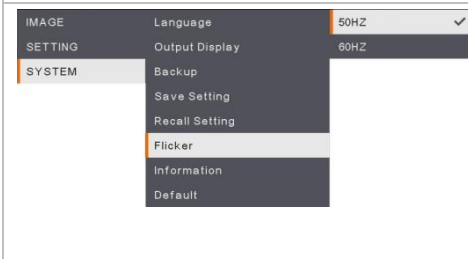 IMAGE
SETTING
SYSTEM
Language
Output Display
Backup
Save Setting
Recall Setting
Flicker
Information
Default
50HZ ✓
60HZ